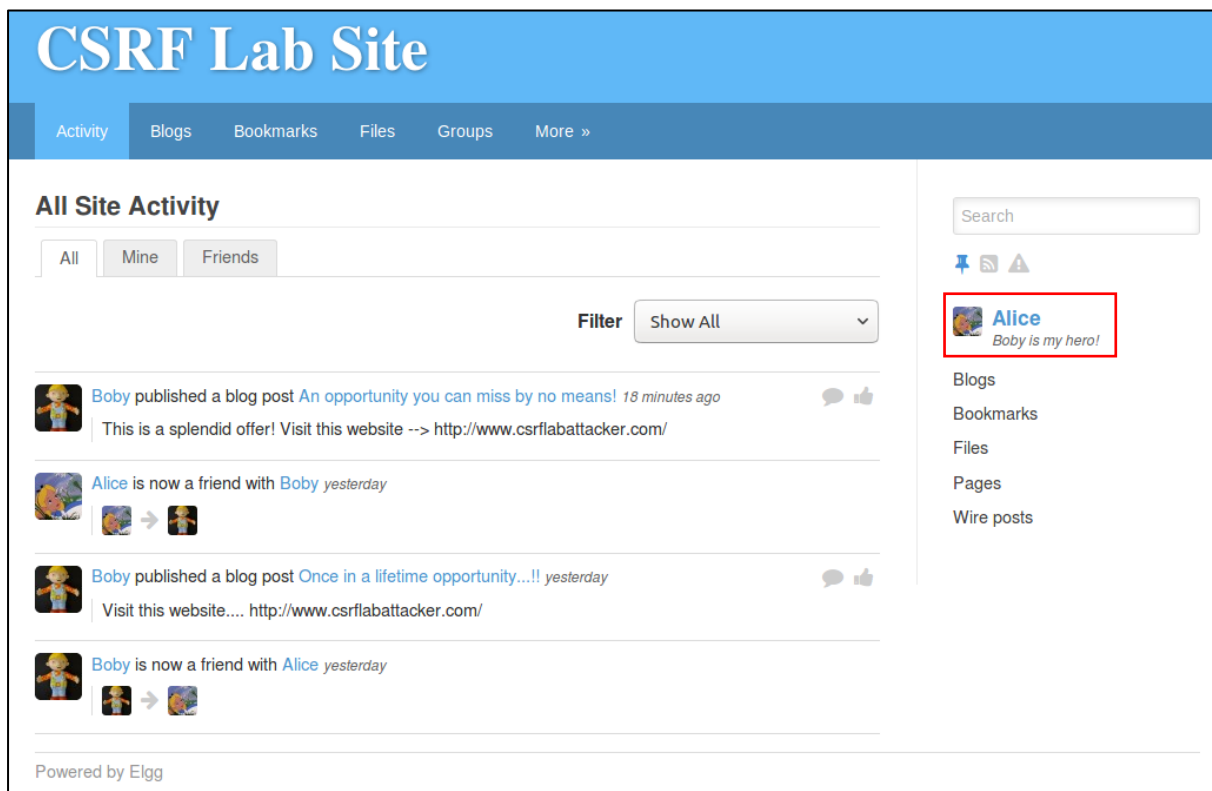 CSRF Lab Site
Activity Blogs Bookmarks Files Groups More »
All Site Activity
All Mine Friends
Filter Show All
Boby published a blog post An opportunity you can miss by no means! 18 minutes ago
This is a splendid offer! Visit this website --> http://www.csrflabattacker.com/
Alice is now a friend with Boby yesterday
Boby published a blog post Once in a lifetime opportunity...!! yesterday
Visit this website.... http://www.csrflabattacker.com/
Boby is now a friend with Alice yesterday
Search
Alice
Boby is my hero!
Blogs
Bookmarks
Files
Pages
Wire posts
Powered by Elgg